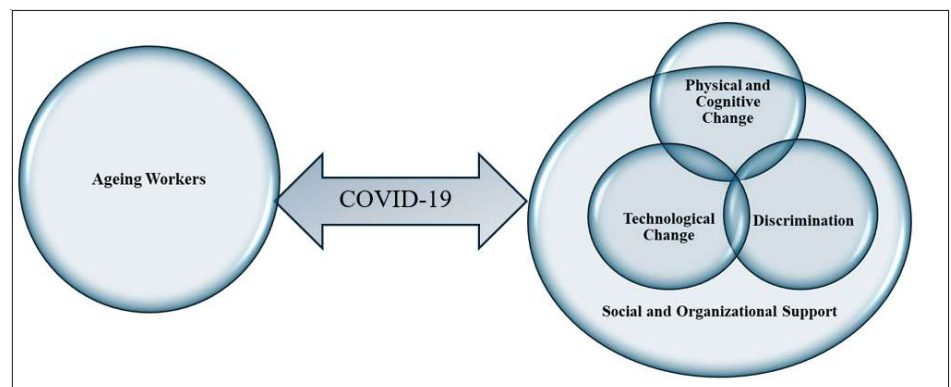 Ageing Workers
COVID-19
Physical and
Cognitive
Change
Technological
Change
Discrimination
Social and Organizational Support